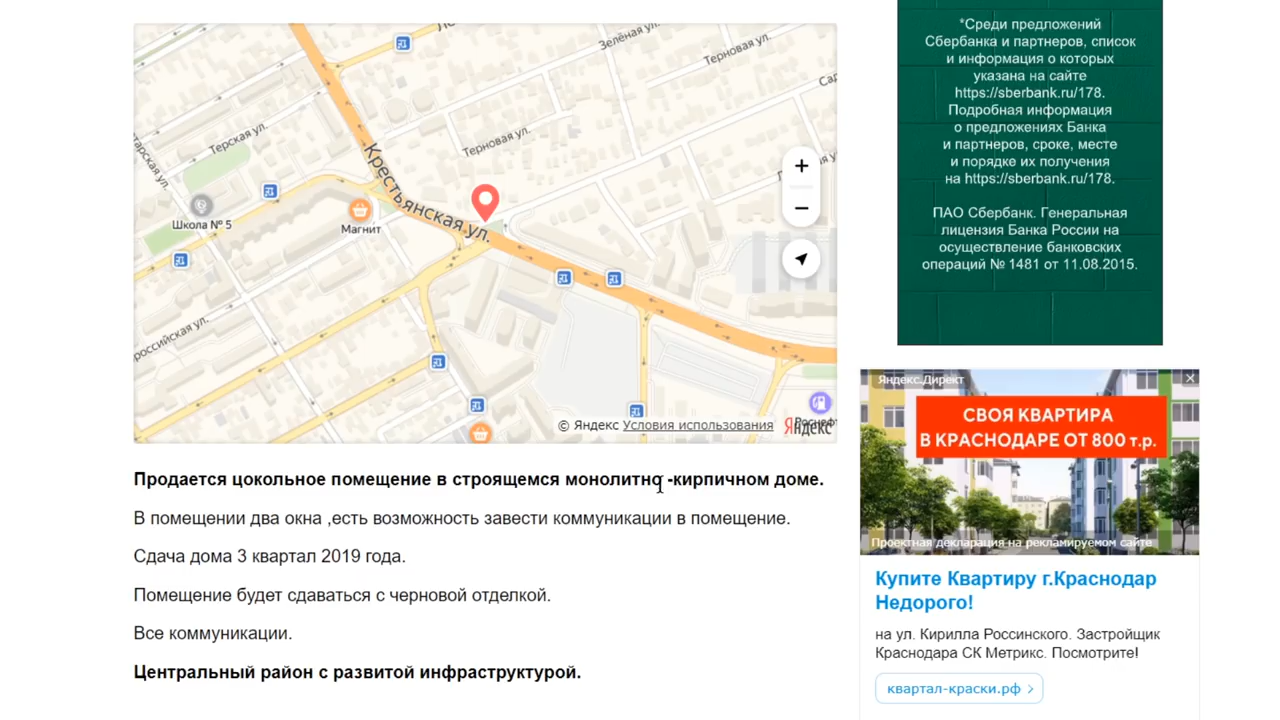 Зелёная ул.
Терновая ул.
Сад
Терская ул.
Терновая ул.
Крестьянская ул.
Школа № 5
Магнит
российская ул.
© Яндекс Условия использования
Яндекс
Роснефт
Продается цокольное помещение в строящемся монолитно -кирпичном доме.
В помещении два окна ,есть возможность завести коммуникации в помещение.
Сдача дома 3 квартал 2019 года.
Помещение будет сдаваться с черновой отделкой.
Все коммуникации.
Центральный район с развитой инфраструктурой.
*Среди предложений
Сбербанка и партнеров, список
и информация о которых
указана на сайте
https://sberbank.ru/178.
Подробная информация
о предложениях Банка
и партнеров, сроке, месте
и порядке их получения
на https://sberbank.ru/178.
ПАО Сбербанк. Генеральная
лицензия Банка России на
осуществление банковских
операций № 1481 от 11.08.2015.
Яндекс.Директ
СВОЯ КВАРТИРА
В КРАСНОДАРЕ ОТ 800 т.р.
Проектная декларация на рекламируемом сайте
Купите Квартиру г.Краснодар
Недорого!
на ул. Кирилла Россинского. Застройщик
Краснодара СК Метрикс. Посмотрите!
квартал-краски.рф